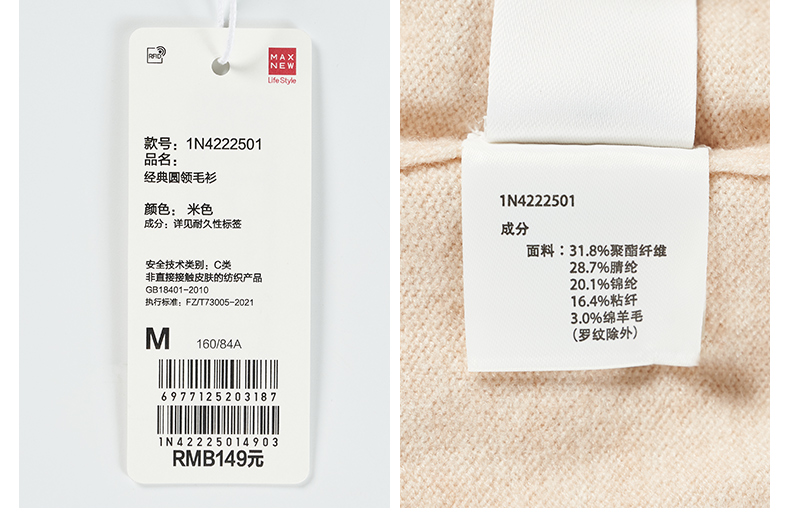 RFID
MAX
NEW
Life Style
款号：1N4222501
品名：
经典圆领毛衫
颜色： 米色
成分：详见耐久性标签
安全技术类别：C类
非直接接触皮肤的纺织产品
GB18401-2010
执行标准：FZ/T73005-2021
M 160/84A
6977125203187
1N42225014903
RMB149元
1N4222501
成分
面料：31.8%聚酯纤维
28.7%腈纶
20.1%锦纶
16.4%粘纤
3.0%绵羊毛
（罗纹除外）